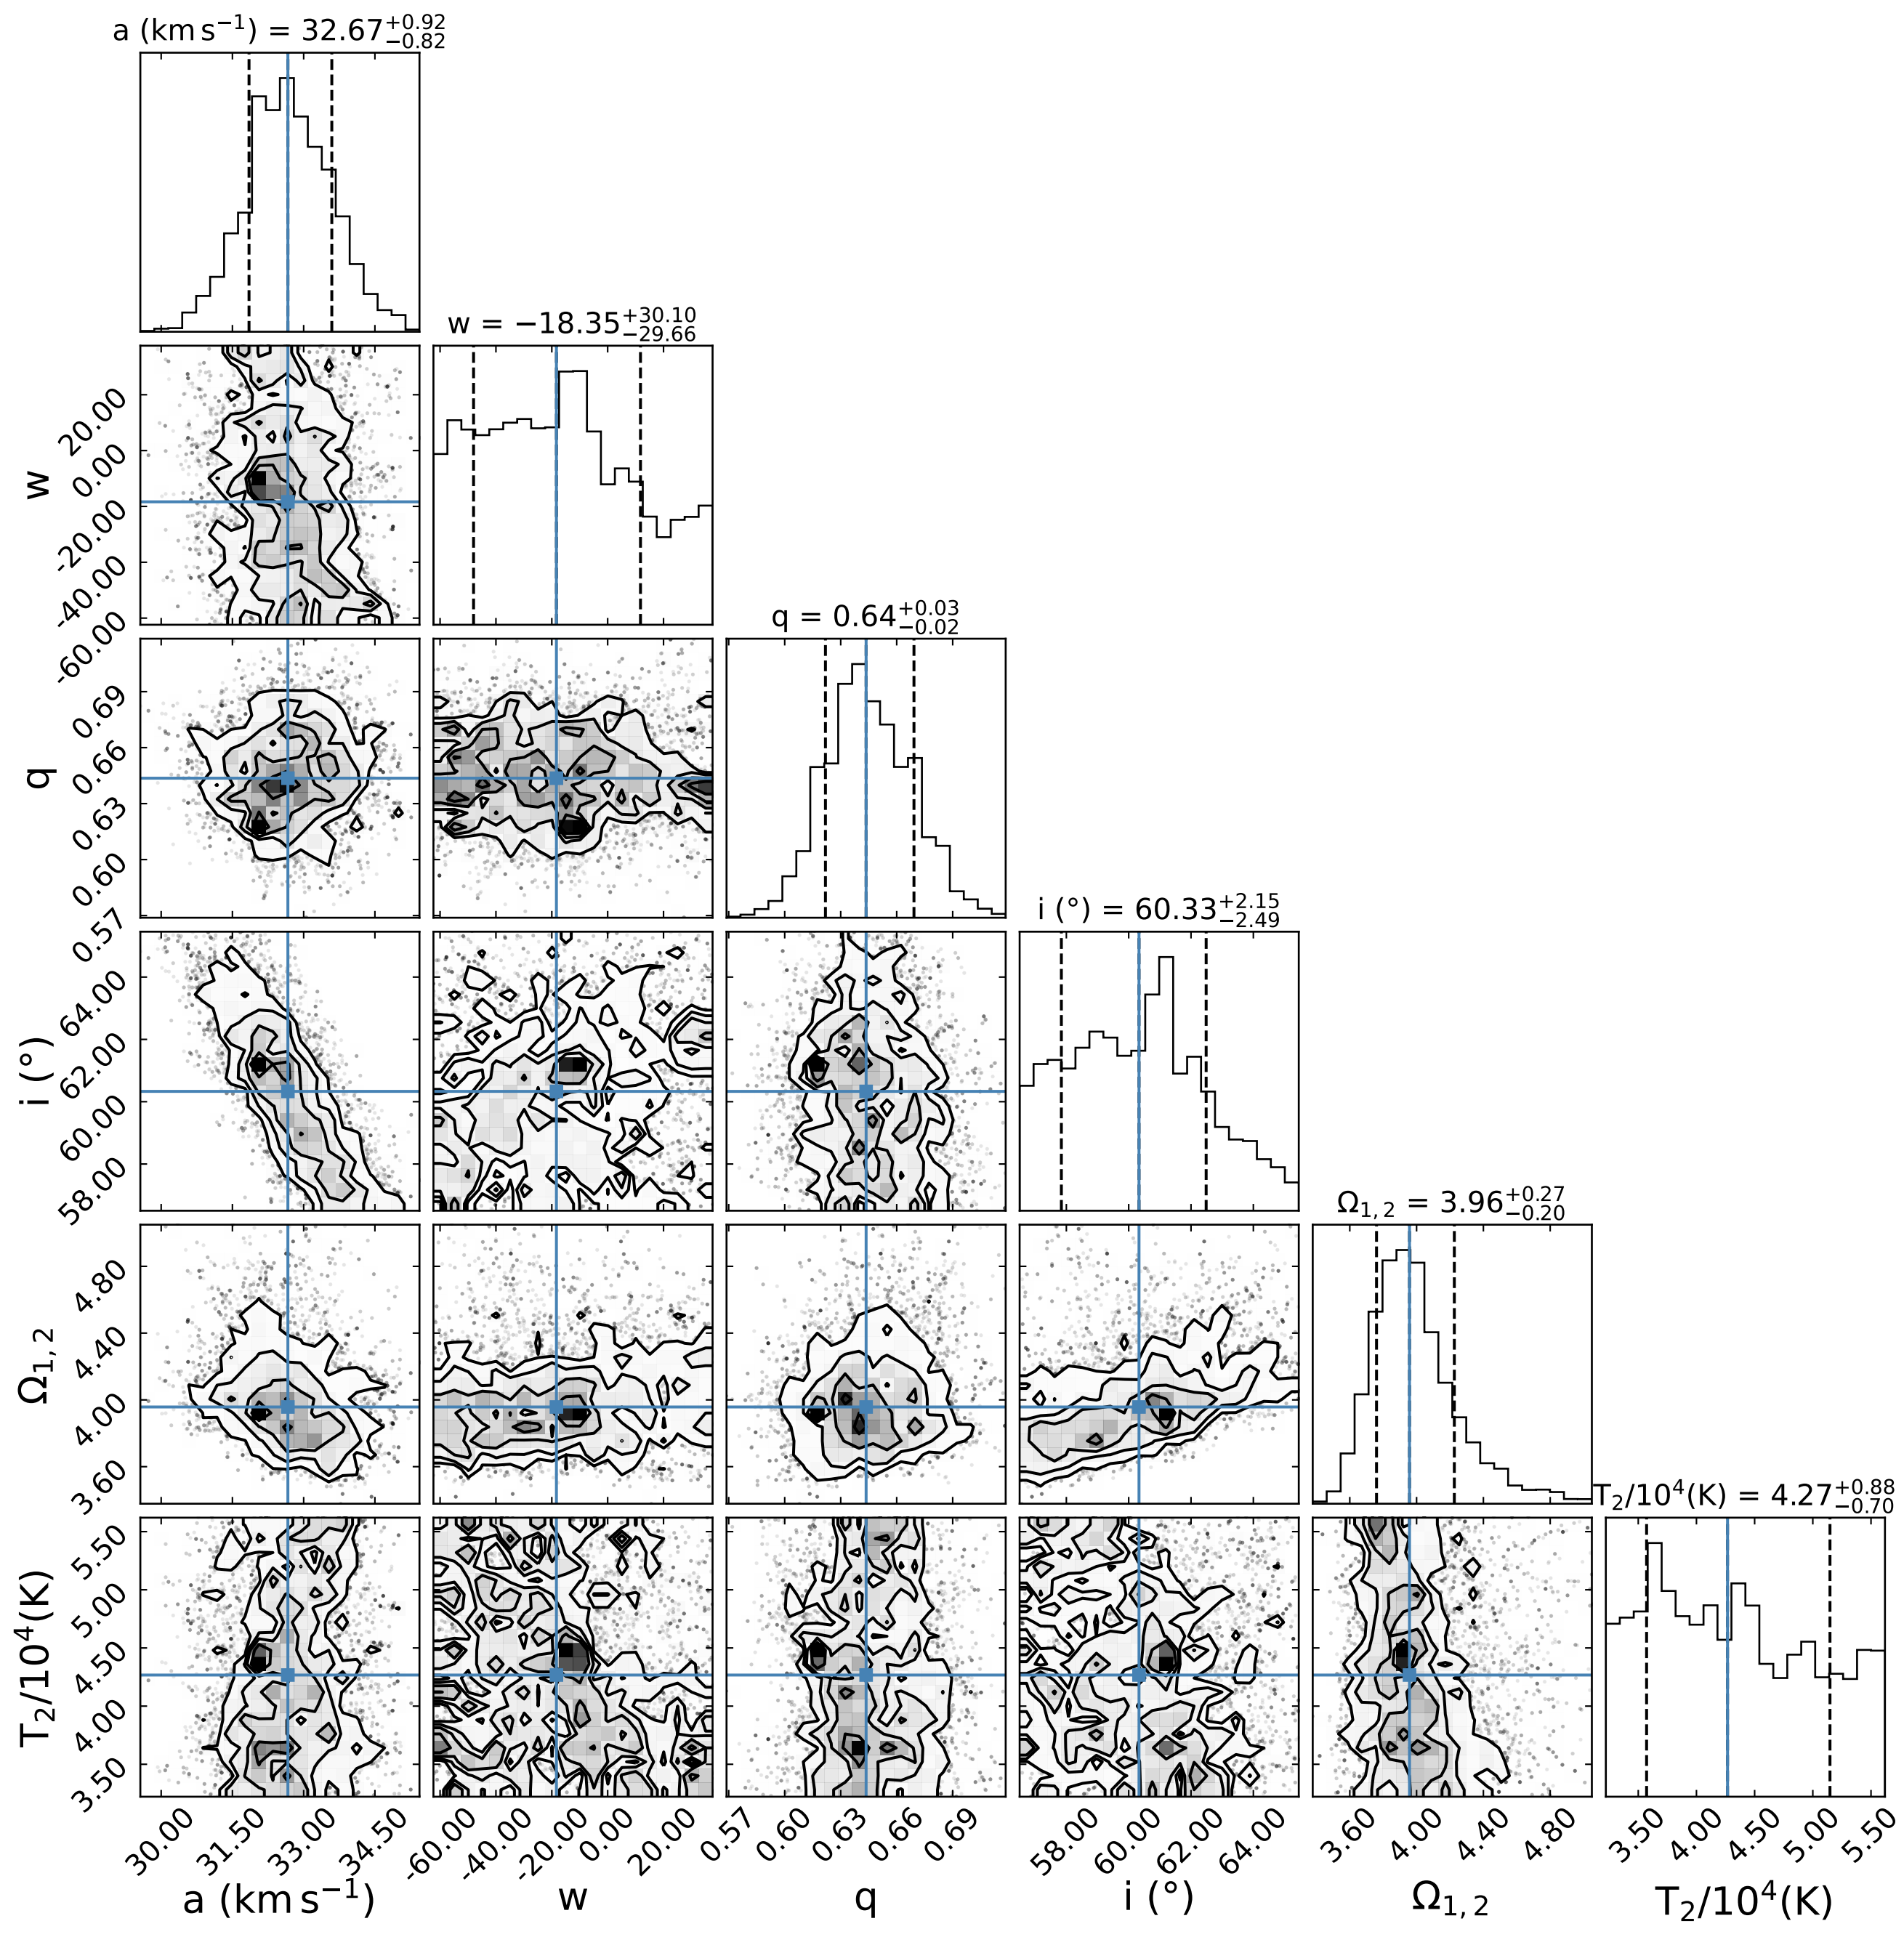 a (km s⁻¹) = 32.67 +0.92 −0.82
w = −18.35 +30.10 −29.66
20.00
0.00
-20.00
-40.00
-60.00
w
q = 0.64 +0.03 −0.02
0.69
0.66
0.63
0.60
0.57
q
i (°) = 60.33 +2.15 −2.49
64.00
62.00
60.00
58.00
i (°)
Ω₁,₂ = 3.96 +0.27 −0.20
4.80
4.40
4.00
3.60
Ω₁,₂
T₂/10⁴(K) = 4.27 +0.88 −0.70
5.50
5.00
4.50
4.00
3.50
T₂/10⁴(K)
30.00 31.50 33.00 34.50
-60.00 -40.00 -20.00 0.00 20.00
0.57 0.60 0.63 0.66 0.69
58.00 60.00 62.00 64.00
3.60 4.00 4.40 4.80
3.50 4.00 4.50 5.00 5.50
a (km s⁻¹)
w
q
i (°)
Ω₁,₂
T₂/10⁴(K)